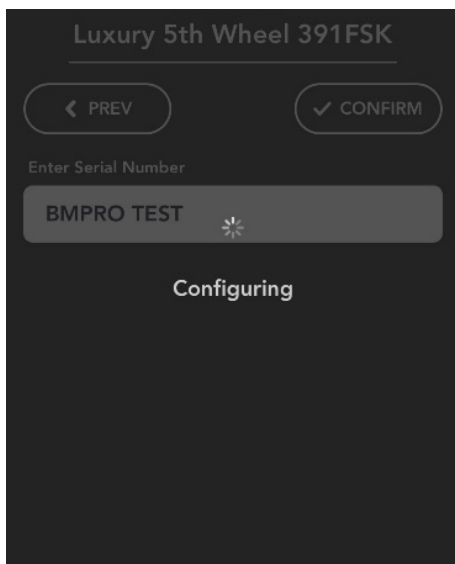 Luxury 5th Wheel 391FSK
PREV
CONFIRM
Enter Serial Number
BMPRO TEST
Configuring